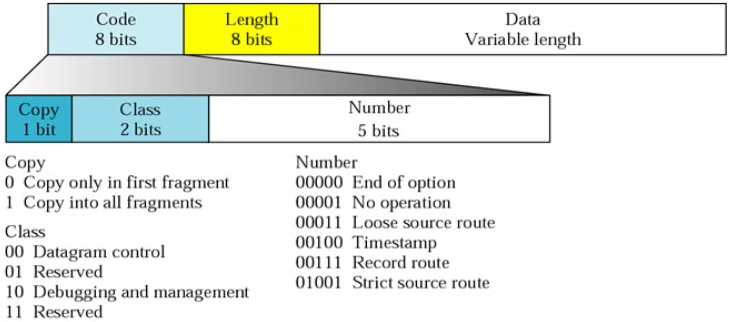 Code
8 bits
Length
8 bits
Data
Variable length
Copy
1 bit
Class
2 bits
Number
5 bits
Copy
0 Copy only in first fragment
1 Copy into all fragments
Class
00 Datagram control
01 Reserved
10 Debugging and management
11 Reserved
Number
00000 End of option
00001 No operation
00011 Loose source route
00100 Timestamp
00111 Record route
01001 Strict source route